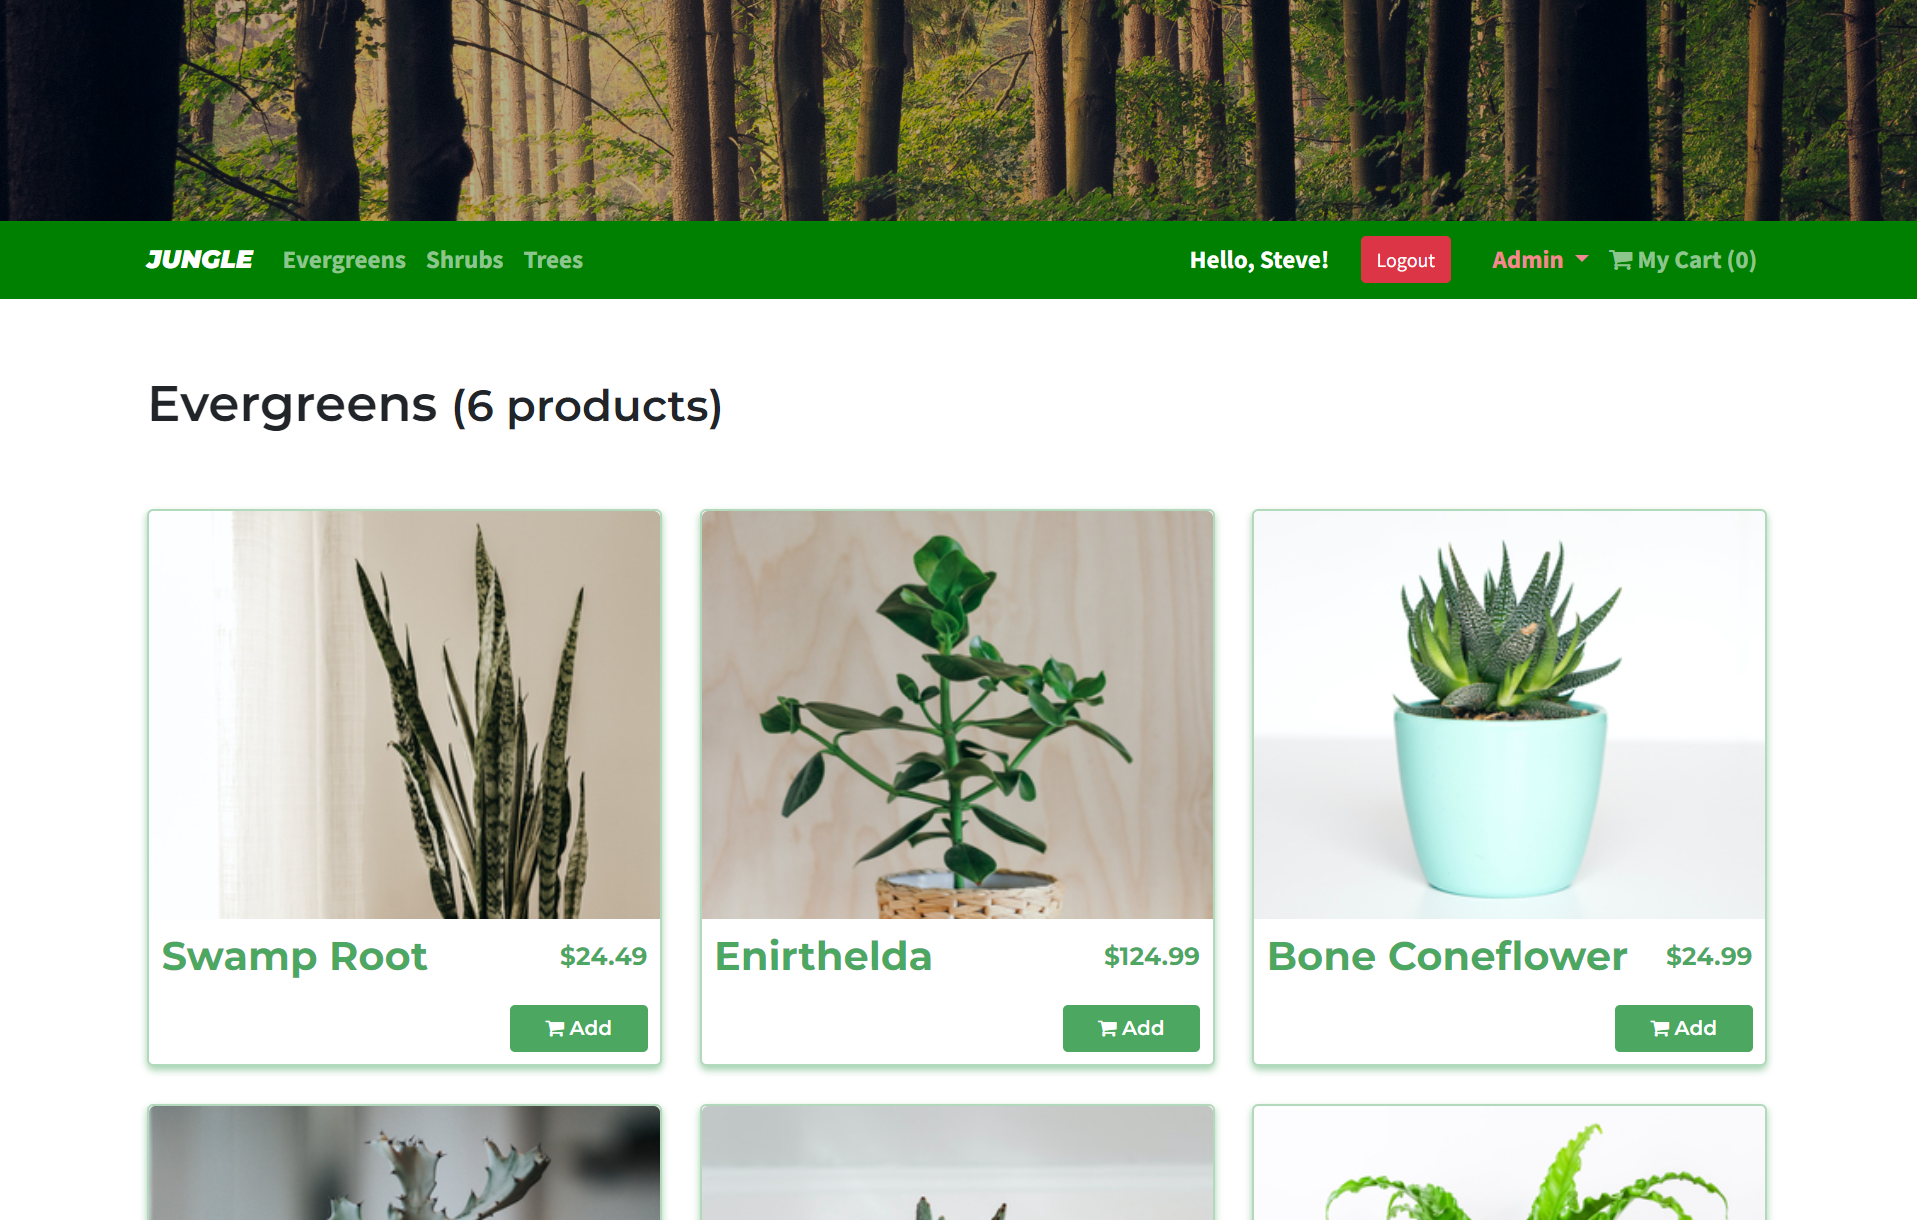 JUNGLE Evergreens Shrubs Trees Hello, Steve! Logout Admin My Cart (0)
Evergreens (6 products)
Swamp Root $24.49
Add
Enirthelda $124.99
Add
Bone Coneflower $24.99
Add